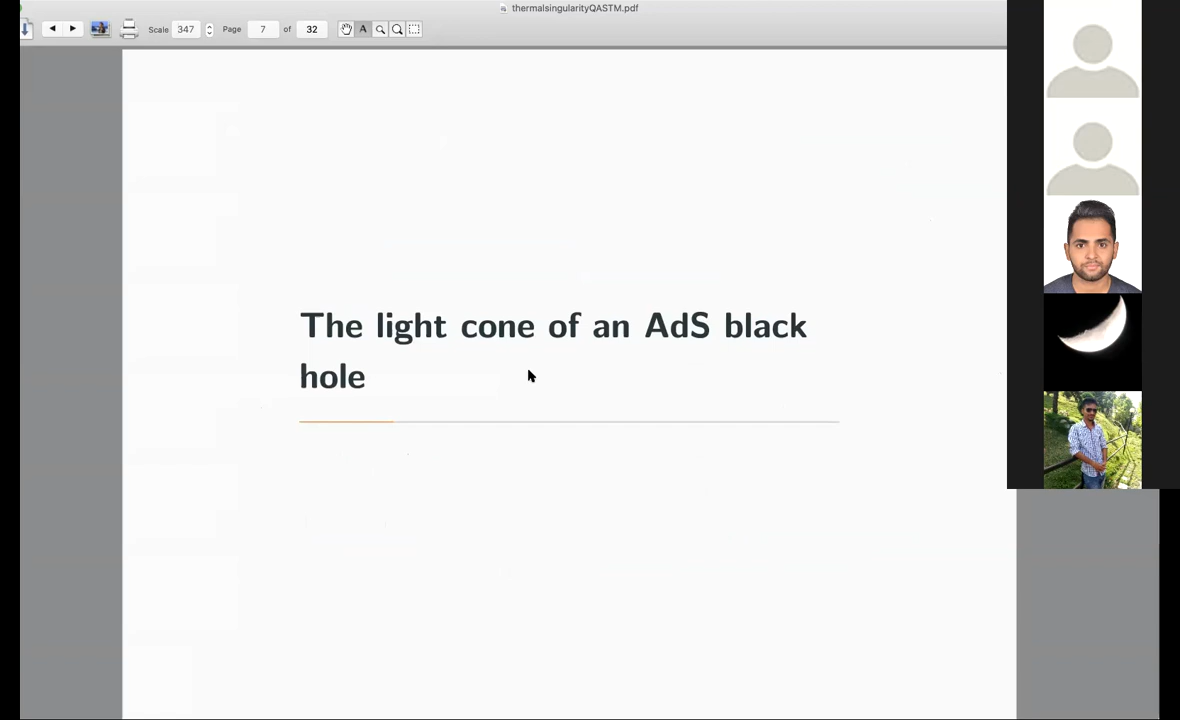 thermalsingularityQASTM.pdf
Scale 347 Page 7 of 32 A
The light cone of an AdS black
hole